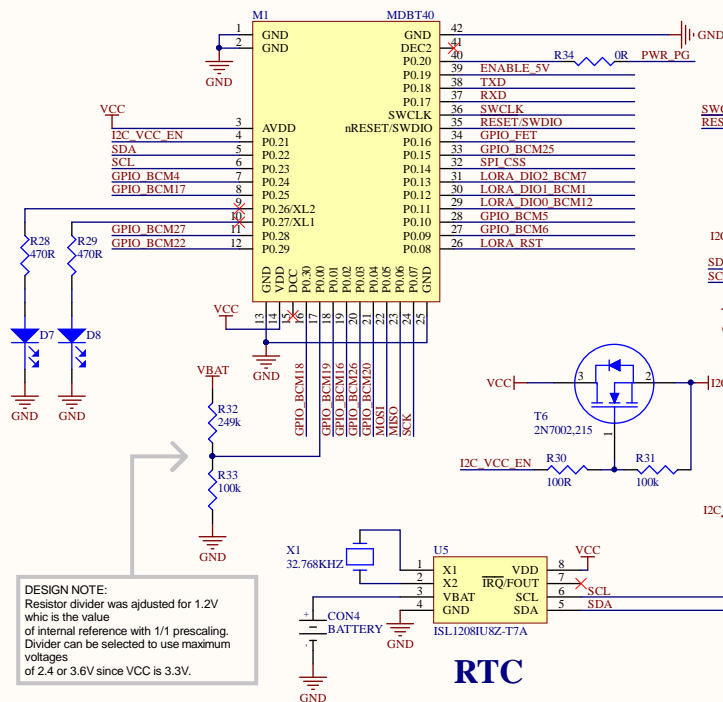 M1 MDBT40
1 GND
2 GND
GND
VCC
3 AVDD
I2C_VCC_EN 4 P0.21
SDA 5 P0.22
SCL 6 P0.23
GPIO_BCM4 7 P0.24
GPIO_BCM17 8 P0.25
9 P0.26/XL2
10 P0.27/XL1
GPIO_BCM27 11 P0.28
GPIO_BCM22 12 P0.29
GND 42 GND
DEC2 41
P0.20 40 R34 0R PWR_PG
P0.19 39 ENABLE_5V
P0.18 38 TXD
P0.17 37 RXD
SWCLK 36 SWCLK
nRESET/SWDIO 35 RESET/SWDIO
P0.16 34 GPIO_FET
P0.15 33 GPIO_BCM25
P0.14 32 SPI_CSS
P0.13 31 LORA_DIO2_BCM7
P0.12 30 LORA_DIO1_BCM1
P0.11 29 LORA_DIO0_BCM12
P0.10 28 GPIO_BCM5
P0.09 27 GPIO_BCM6
P0.08 26 LORA_RST
GND VDD DCC P0.30 P0.00 P0.01 P0.02 P0.03 P0.04 P0.05 P0.06 P0.07 GND
13 14 15 16 17 18 19 20 21 22 23 24 25
VCC
GND
GPIO_BCM18 GPIO_BCM19 GPIO_BCM16 GPIO_BCM26 GPIO_BCM20 MOSI MISO SCK
R28
470R
R29
470R
D7
D8
GND GND
VBAT
R32
249k
R33
100k
GND
SWC
RES
I2C
SD
SC
VCC 3 2 I2C
1
T6
2N7002,215
I2C_VCC_EN R30
100R
R31
100k
I2C_
X1
32.768KHZ
U5
1 X1 VDD 8 VCC
2 X2 IRQ/FOUT 7
3 VBAT SCL 6 SCL
4 GND SDA 5 SDA
ISL1208IU8Z-T7A
GND
+
CON4
BATTERY
-
GND
RTC
DESIGN NOTE:
Resistor divider was ajdusted for 1.2V
whic is the value
of internal reference with 1/1 prescaling.
Divider can be selected to use maximum
voltages
of 2.4 or 3.6V since VCC is 3.3V.